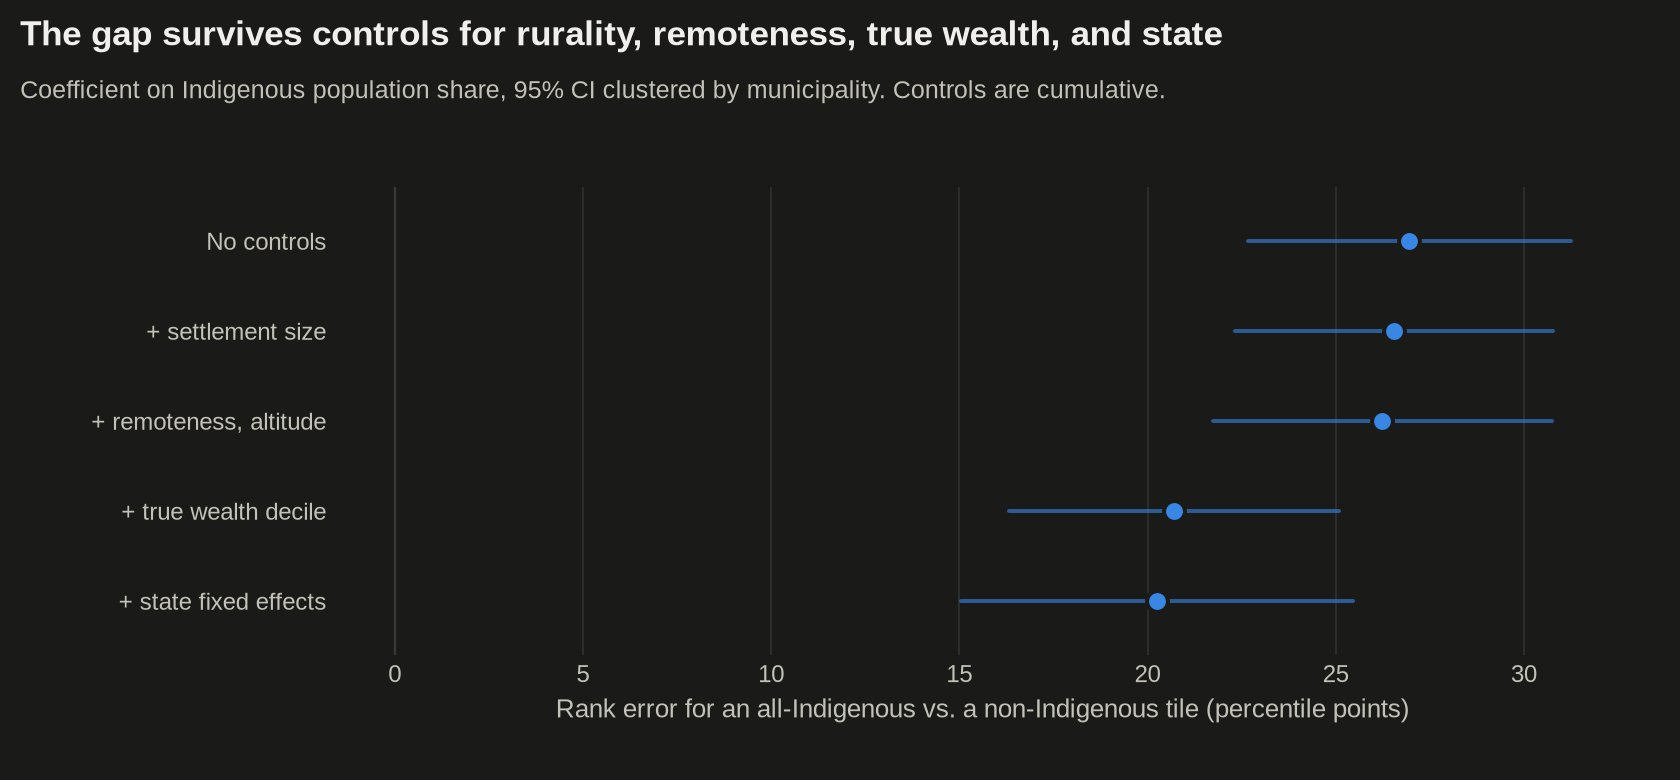 The gap survives controls for rurality, remoteness, true wealth, and state
Coefficient on Indigenous population share, 95% CI clustered by municipality. Controls are cumulative.
No controls
+ settlement size
+ remoteness, altitude
+ true wealth decile
+ state fixed effects
0 5 10 15 20 25 30
Rank error for an all-Indigenous vs. a non-Indigenous tile (percentile points)